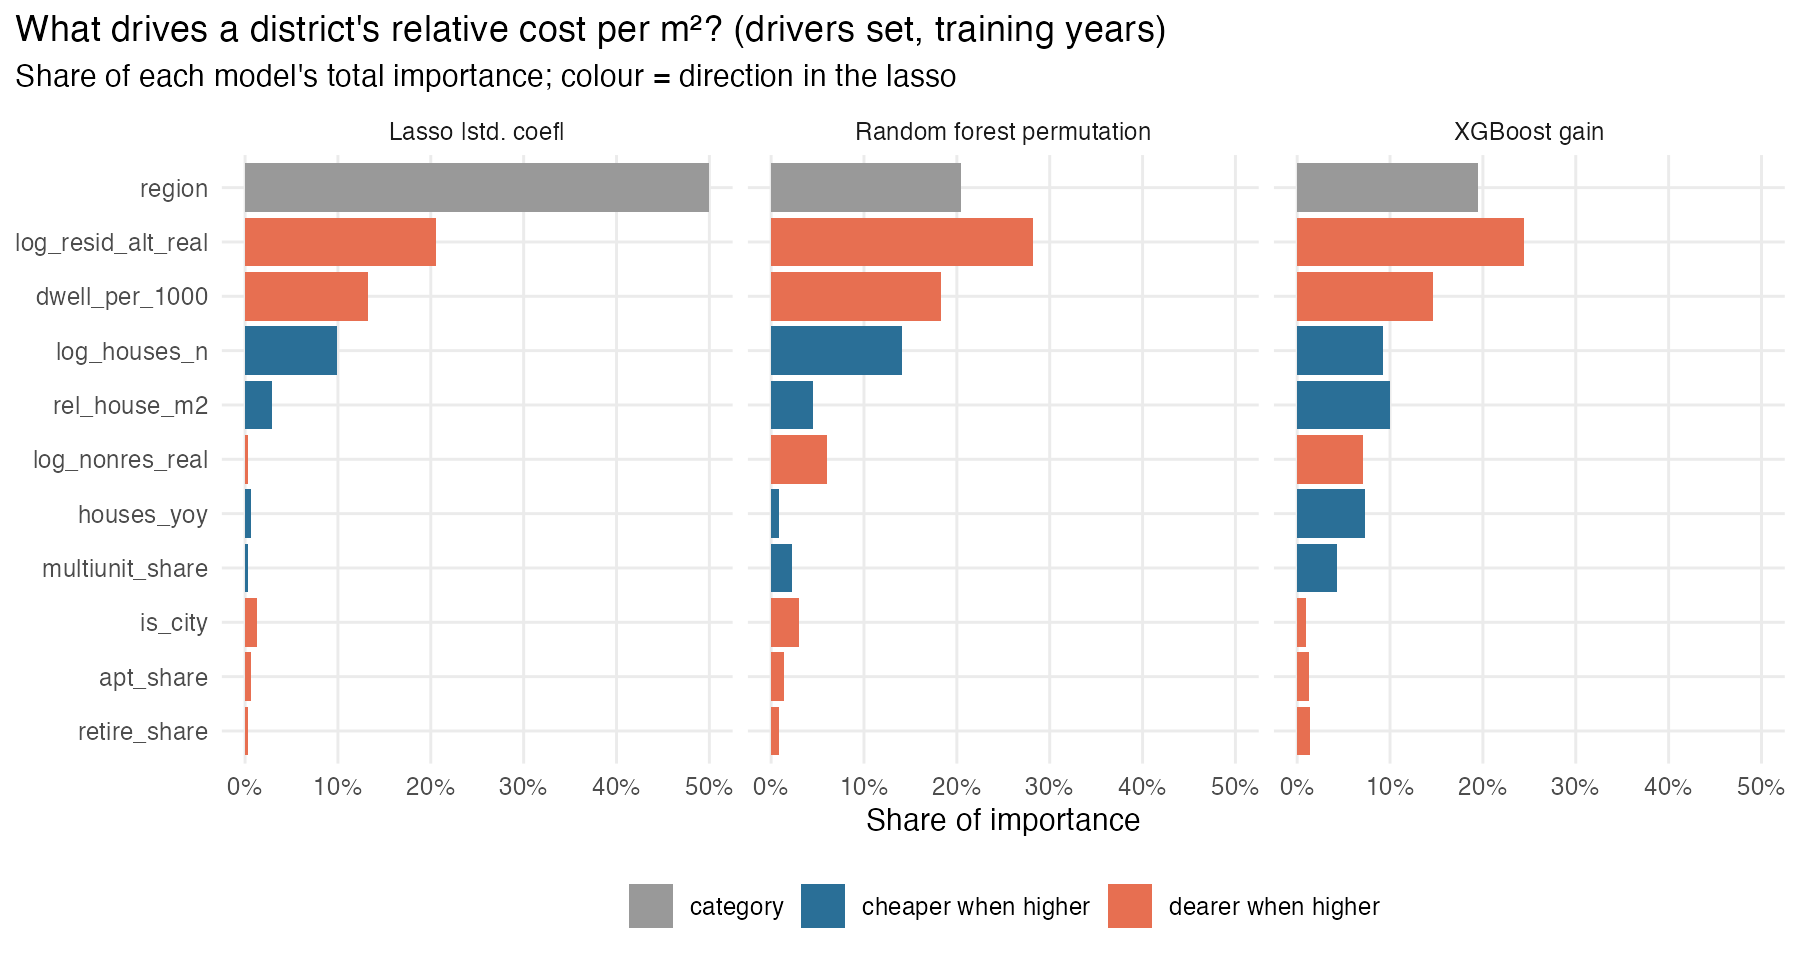 What drives a district's relative cost per m²? (drivers set, training years)
Share of each model's total importance; colour = direction in the lasso
Lasso |std. coef|
Random forest permutation
XGBoost gain
region
log_resid_alt_real
dwell_per_1000
log_houses_n
rel_house_m2
log_nonres_real
houses_yoy
multiunit_share
is_city
apt_share
retire_share
0% 10% 20% 30% 40% 50%
0% 10% 20% 30% 40% 50%
0% 10% 20% 30% 40% 50%
Share of importance
category
cheaper when higher
dearer when higher